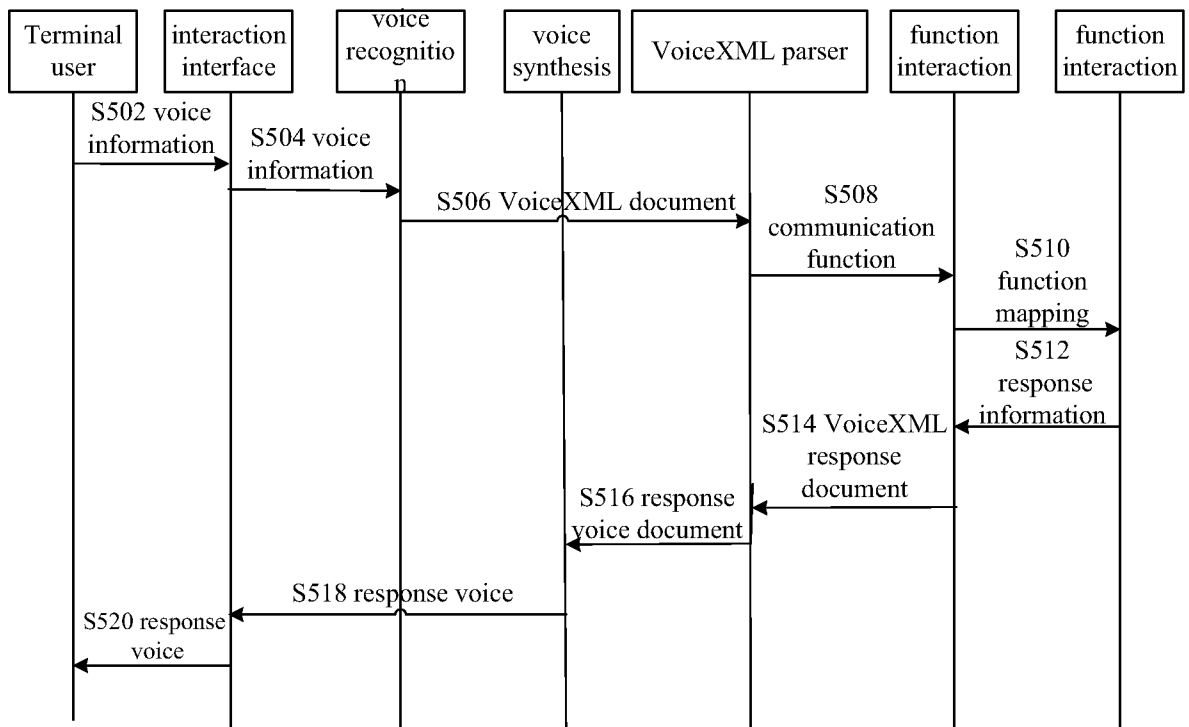 Terminal
user
interaction
interface
voice
recognitio
n
voice
synthesis
VoiceXML parser
function
interaction
function
interaction
S502 voice
information
S504 voice
information
S506 VoiceXML document
S508
communication
function
S510
function
mapping
S512
response
information
S514 VoiceXML
response
document
S516 response
voice document
S518 response voice
S520 response
voice